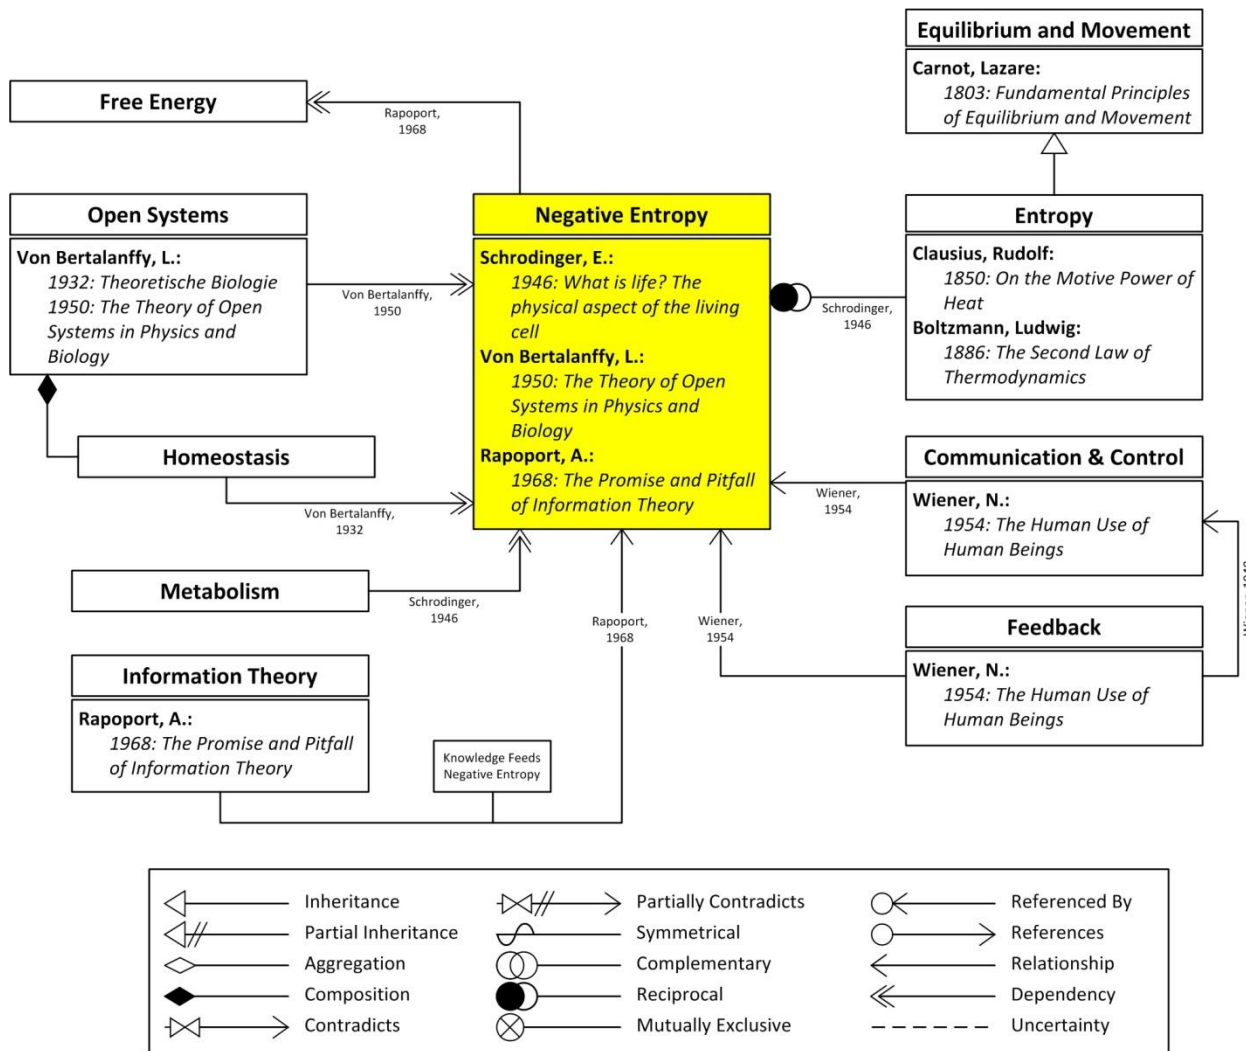 Equilibrium and Movement
Carnot, Lazare:
1803: Fundamental Principles
of Equilibrium and Movement
Free Energy
Rapoport,
1968
Open Systems
Von Bertalanffy, L.:
1932: Theoretische Biologie
1950: The Theory of Open
Systems in Physics and
Biology
Von Bertalanffy,
1950
Negative Entropy
Schrodinger, E.:
1946: What is life? The
physical aspect of the living
cell
Von Bertalanffy, L.:
1950: The Theory of Open
Systems in Physics and
Biology
Rapoport, A.:
1968: The Promise and Pitfall
of Information Theory
Schrodinger,
1946
Entropy
Clausius, Rudolf:
1850: On the Motive Power of
Heat
Boltzmann, Ludwig:
1886: The Second Law of
Thermodynamics
Homeostasis
Von Bertalanffy,
1932
Communication & Control
Wiener, N.:
1954: The Human Use of
Human Beings
Wiener,
1954
Metabolism
Schrodinger,
1946
Rapoport,
1968
Wiener,
1954
Feedback
Wiener, N.:
1954: The Human Use of
Human Beings
Information Theory
Rapoport, A.:
1968: The Promise and Pitfall
of Information Theory
Knowledge Feeds
Negative Entropy
Inheritance
Partial Inheritance
Aggregation
Composition
Contradicts
Partially Contradicts
Symmetrical
Complementary
Reciprocal
Mutually Exclusive
Referenced By
References
Relationship
Dependency
Uncertainty